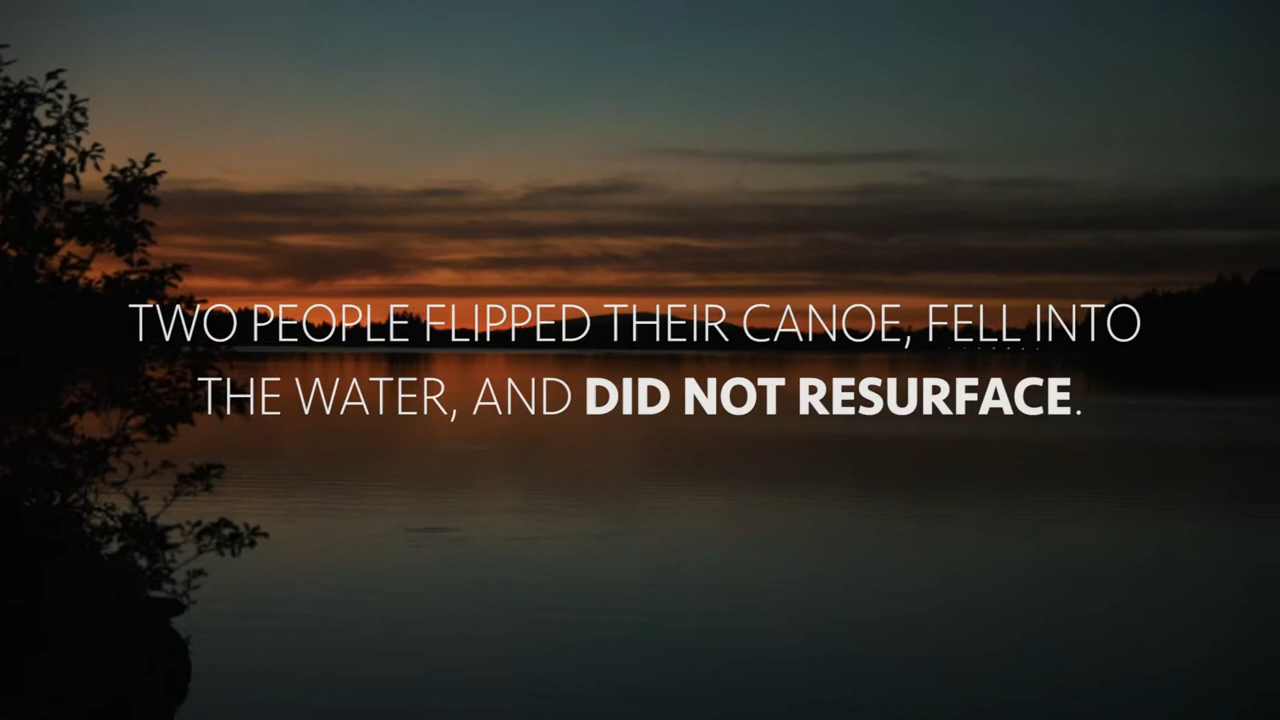 TWO PEOPLE FLIPPED THEIR CANOE, FELL INTO
THE WATER, AND DID NOT RESURFACE.